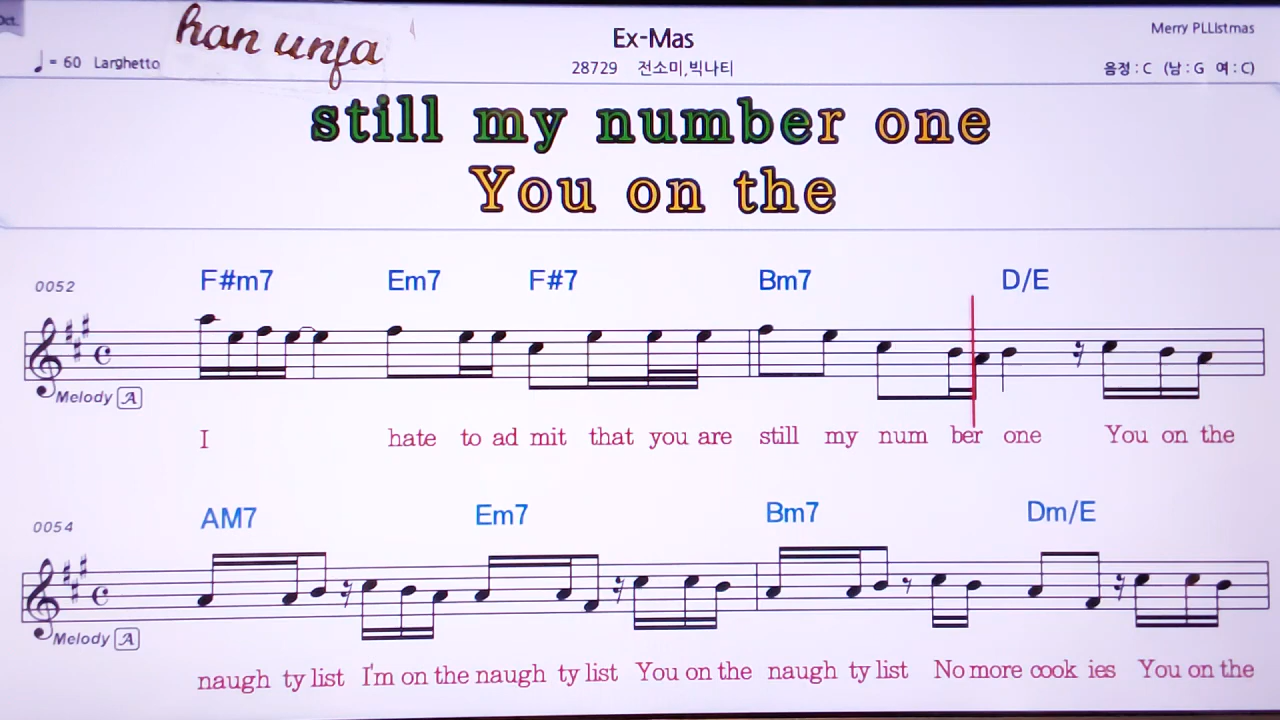 Oct.
han unfa
Ex-Mas
Merry PLLIstmas
♩ = 60 Larghetto
28729 전소미,빅나티
음정 : C (남 : G 여 : C)
still my number one
You on the
0052
F#m7 Em7 F#7 Bm7 D/E
Melody A
I hate to ad mit that you are still my num ber one You on the
0054
AM7 Em7 Bm7 Dm/E
Melody A
naugh ty list I'm on the naugh ty list You on the naugh ty list No more cook ies You on the